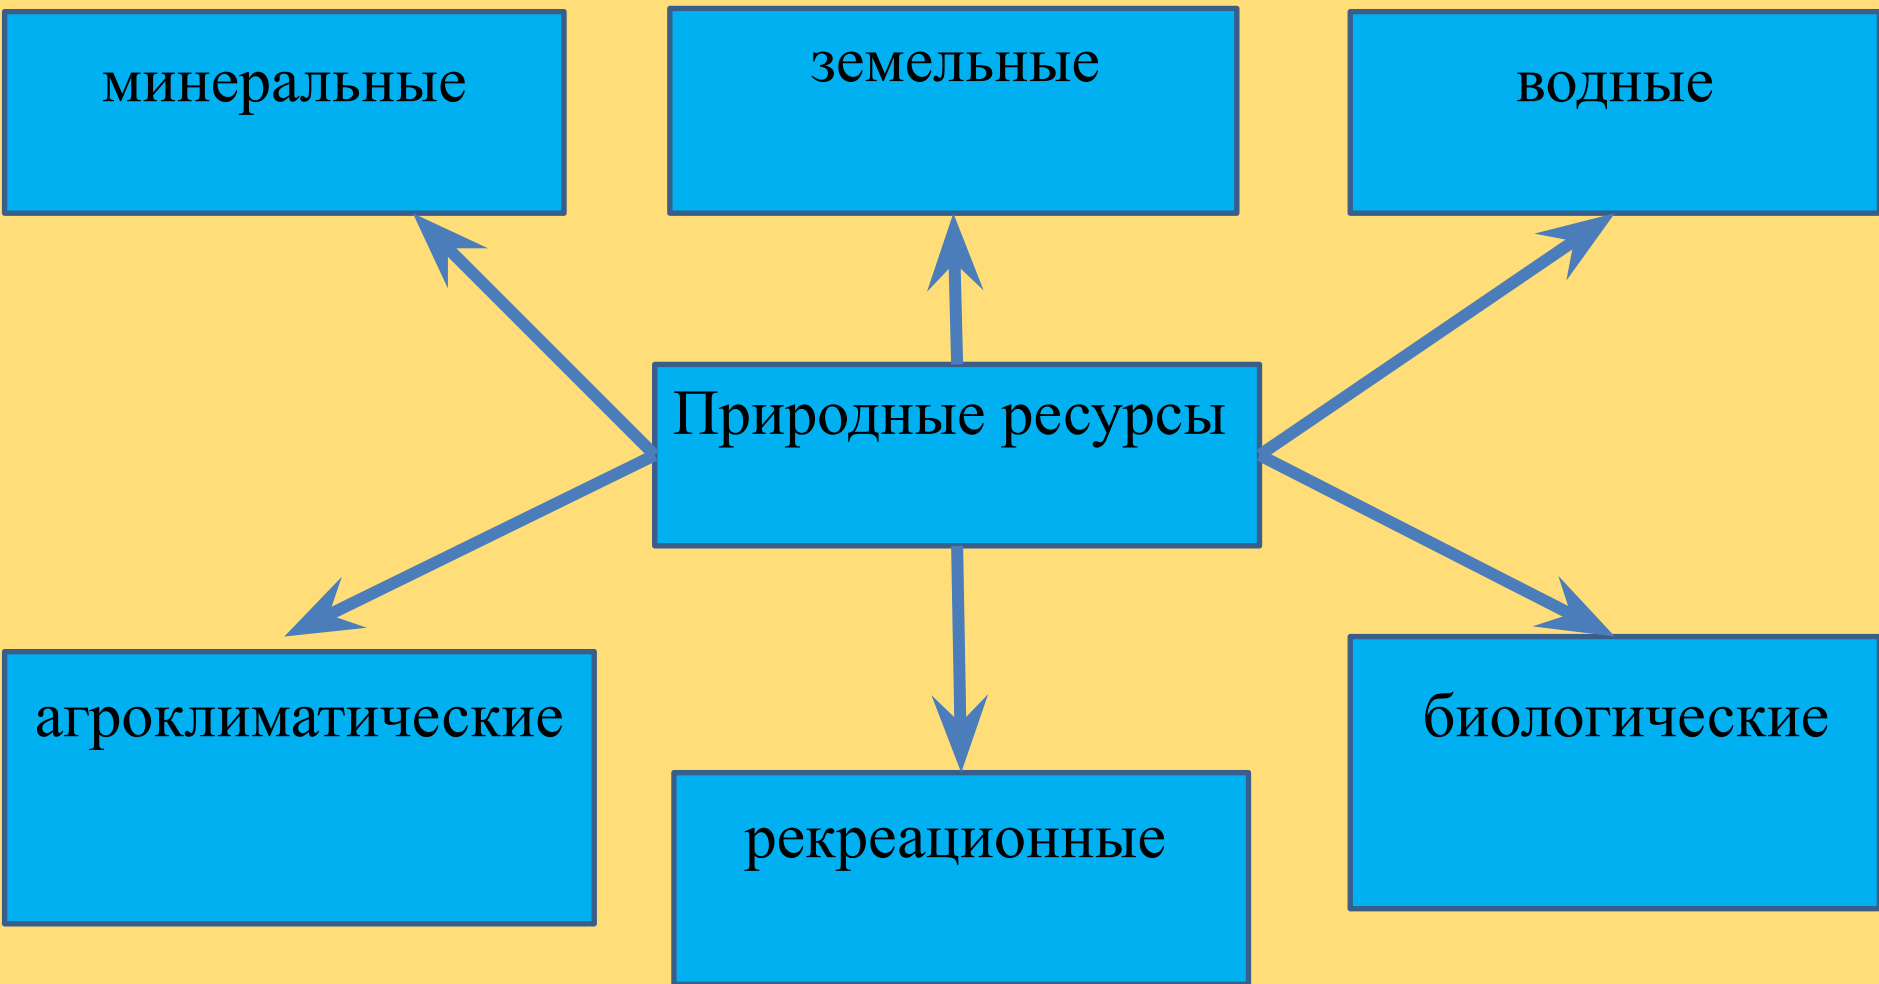 минеральные
земельные
водные
Природные ресурсы
агроклиматические
рекреационные
биологические